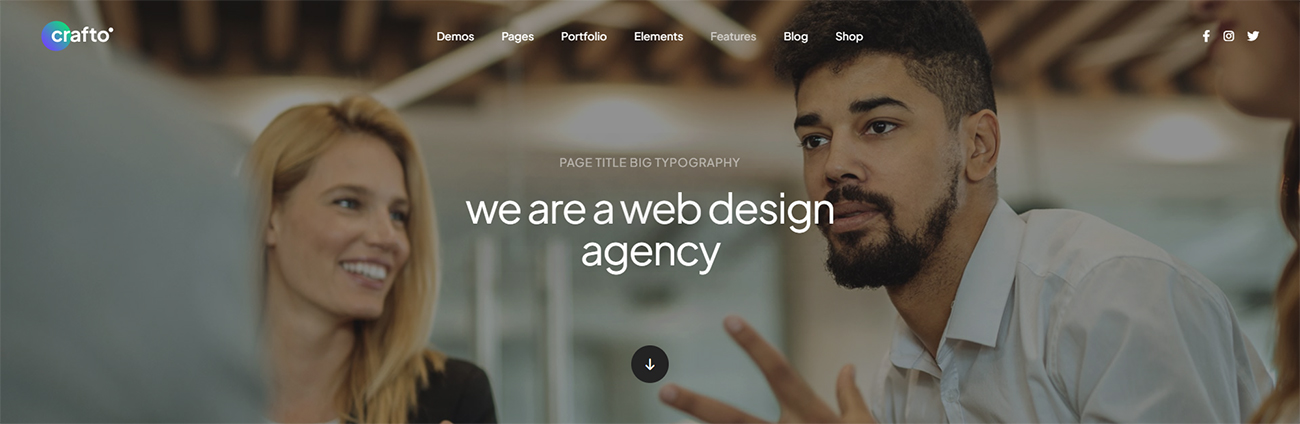 crafto
Demos Pages Portfolio Elements Features Blog Shop
PAGE TITLE BIG TYPOGRAPHY
we are a web design
agency